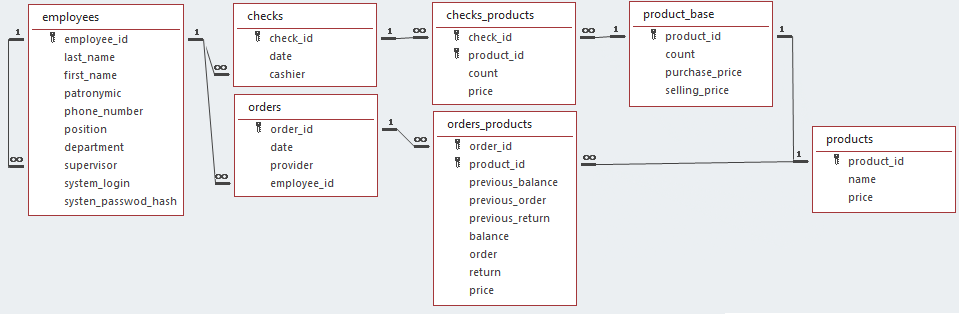 employees
employee_id
last_name
first_name
patronymic
phone_number
position
department
supervisor
system_login
systen_passwod_hash
1
∞
1
∞
∞
checks
check_id
date
cashier
1
∞
orders
order_id
date
provider
employee_id
1
∞
checks_products
check_id
product_id
count
price
∞
1
orders_products
order_id
product_id
previous_balance
previous_order
previous_return
balance
order
return
price
∞
1
product_base
product_id
count
purchase_price
selling_price
1
1
products
product_id
name
price